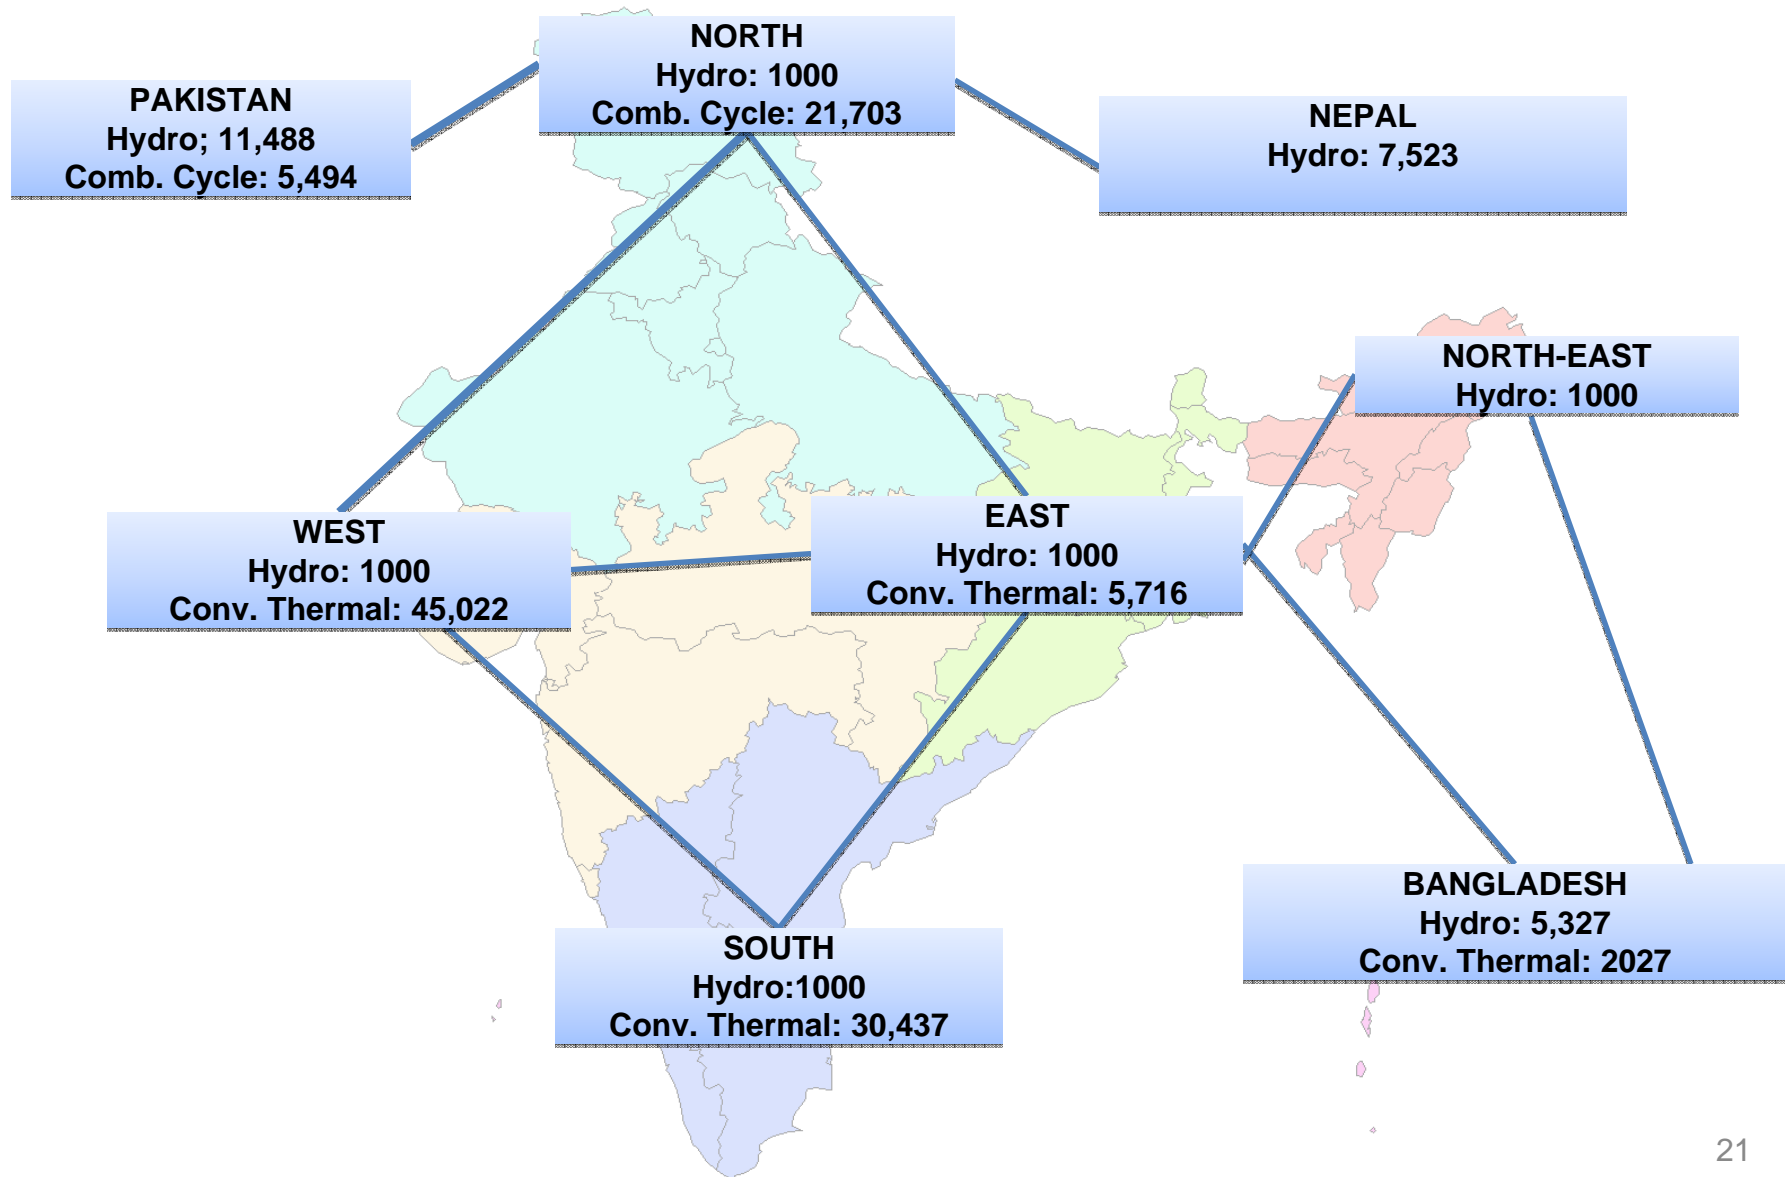 NORTH
Hydro: 1000
Comb. Cycle: 21,703
PAKISTAN
Hydro; 11,488
Comb. Cycle: 5,494
NEPAL
Hydro: 7,523
NORTH-EAST
Hydro: 1000
WEST
Hydro: 1000
Conv. Thermal: 45,022
EAST
Hydro: 1000
Conv. Thermal: 5,716
BANGLADESH
Hydro: 5,327
Conv. Thermal: 2027
SOUTH
Hydro:1000
Conv. Thermal: 30,437
21